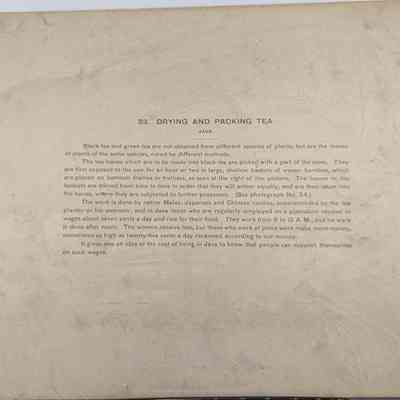 33. DRYING AND PACKING TEA
JAVA
Black tea and green tea are not obtained from different species of plants, but are the leaves
of plants of the same species, cured by different methods.
The tea leaves which are to be made into black tea are picked with a part of the stem. They
are first exposed to the sun for an hour or two in large, shallow baskets of woven bamboo, which
are placed on bamboo frames or trellises, as seen at the right of this picture. The leaves in the
baskets are stirred from time to time in order that they will wither equally, and are then taken into
the house, where they are subjected to further processes. (See photograph No. 34.)
The work is done by native Malay, Japanese and Chinese coolies, superintended by the tea
planter or his assistant, and in Java those who are regularly employed on a plantation receive in
wages about seven cents a day and rice for their food. They work from 6 to 10 A. M., and no work
is done after noon. The women receive less, but those who work at piece work make more money,
sometimes as high as twenty-five cents a day reckoned according to our money.
It gives one an idea of the cost of living in Java to know that people can support themselves
on such wages.